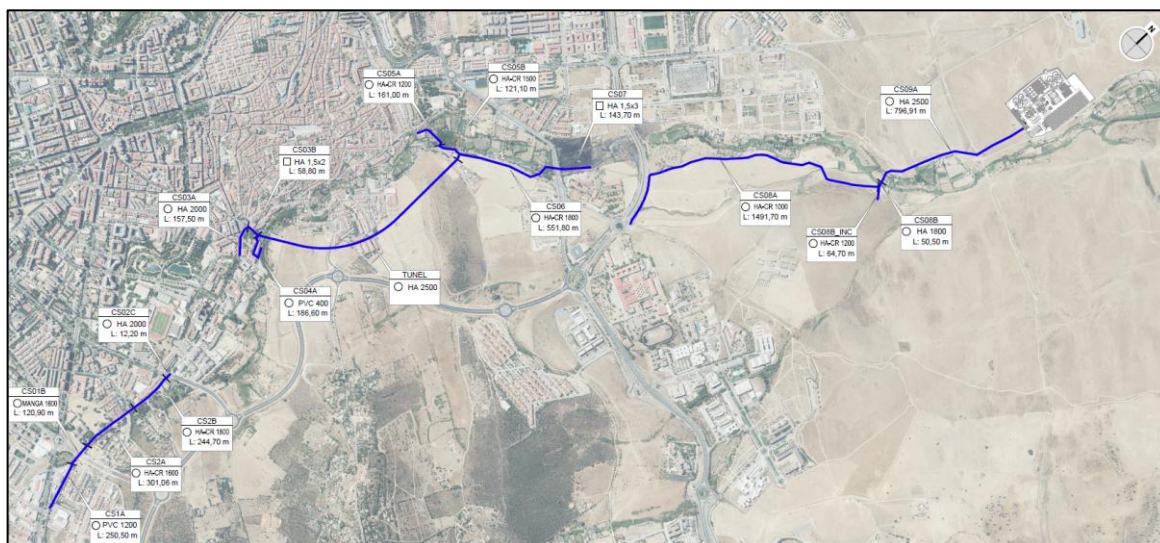 N
CS05A
HA-CR 1200
L: 161,00 m
CS05B
HA-CR 1500
L: 121,10 m
CS07
HA 1,5x3
L: 143,70 m
CS09A
HA 2500
L: 796,91 m
CS03B
HA 1,5x2
L: 58,80 m
CS03A
HA 2000
L: 157,50 m
CS06
HA-CR 1800
L: 551,80 m
CS08A
HA-CR 1000
L: 1491,70 m
CS08B_INC
HA-CR 1200
L: 64,70 m
CS08B
HA 1800
L: 50,50 m
CS04A
PVC 400
L: 186,60 m
TUNEL
HA 2500
CS02C
HA 2000
L: 12,20 m
CS01B
MANGA 1800
L: 120,90 m
CS2B
HA-CR 1800
L: 244,70 m
CS2A
HA-CR 1600
L: 301,06 m
CS1A
PVC 1200
L: 250,50 m